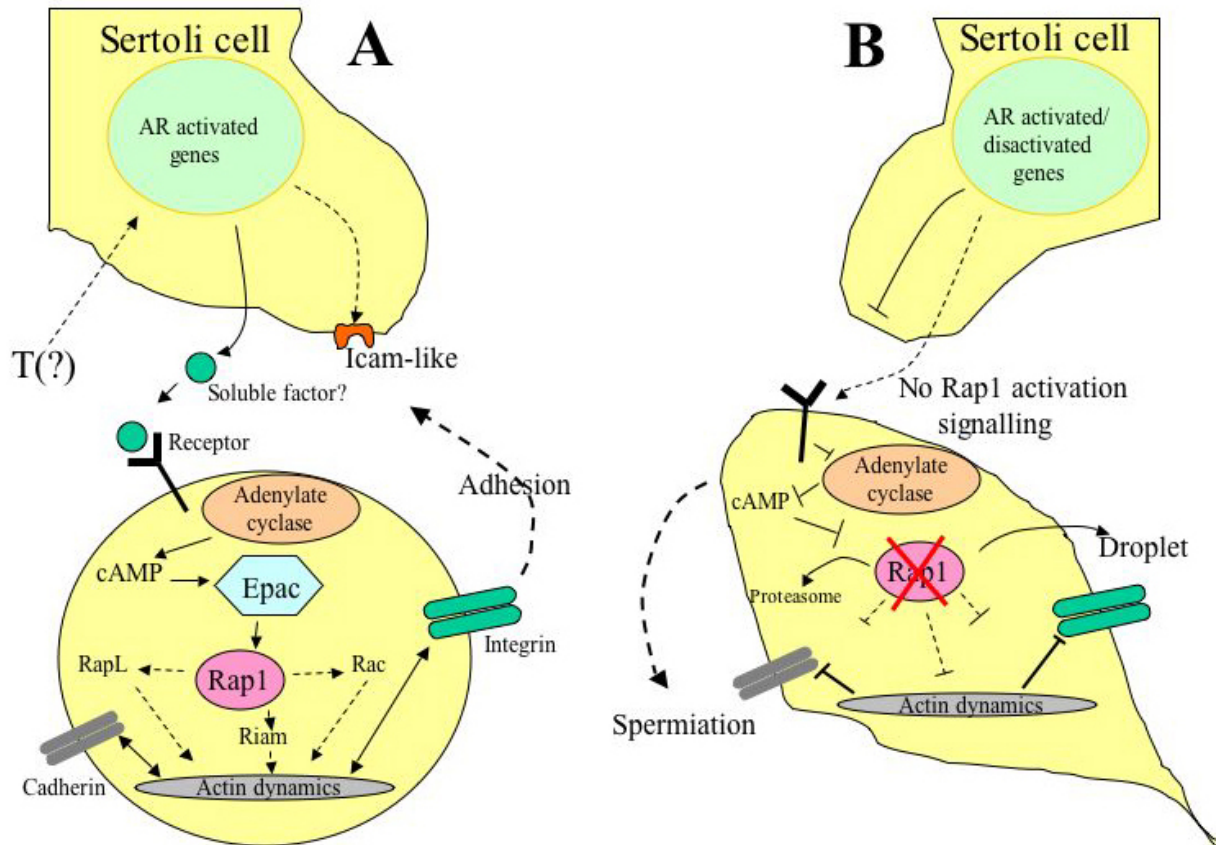 Sertoli cell
A
AR activated
genes
T(?)
Icam-like
Soluble factor?
Receptor
Adhesion
Adenylate
cyclase
cAMP
Epac
Integrin
RapL
Rap1
Rac
Riam
Cadherin
Actin dynamics
B
Sertoli cell
AR activated/
disactivated
genes
No Rap1 activation
signalling
Adenylate
cyclase
cAMP
Rap1
Droplet
Proteasome
Spermiation
Actin dynamics